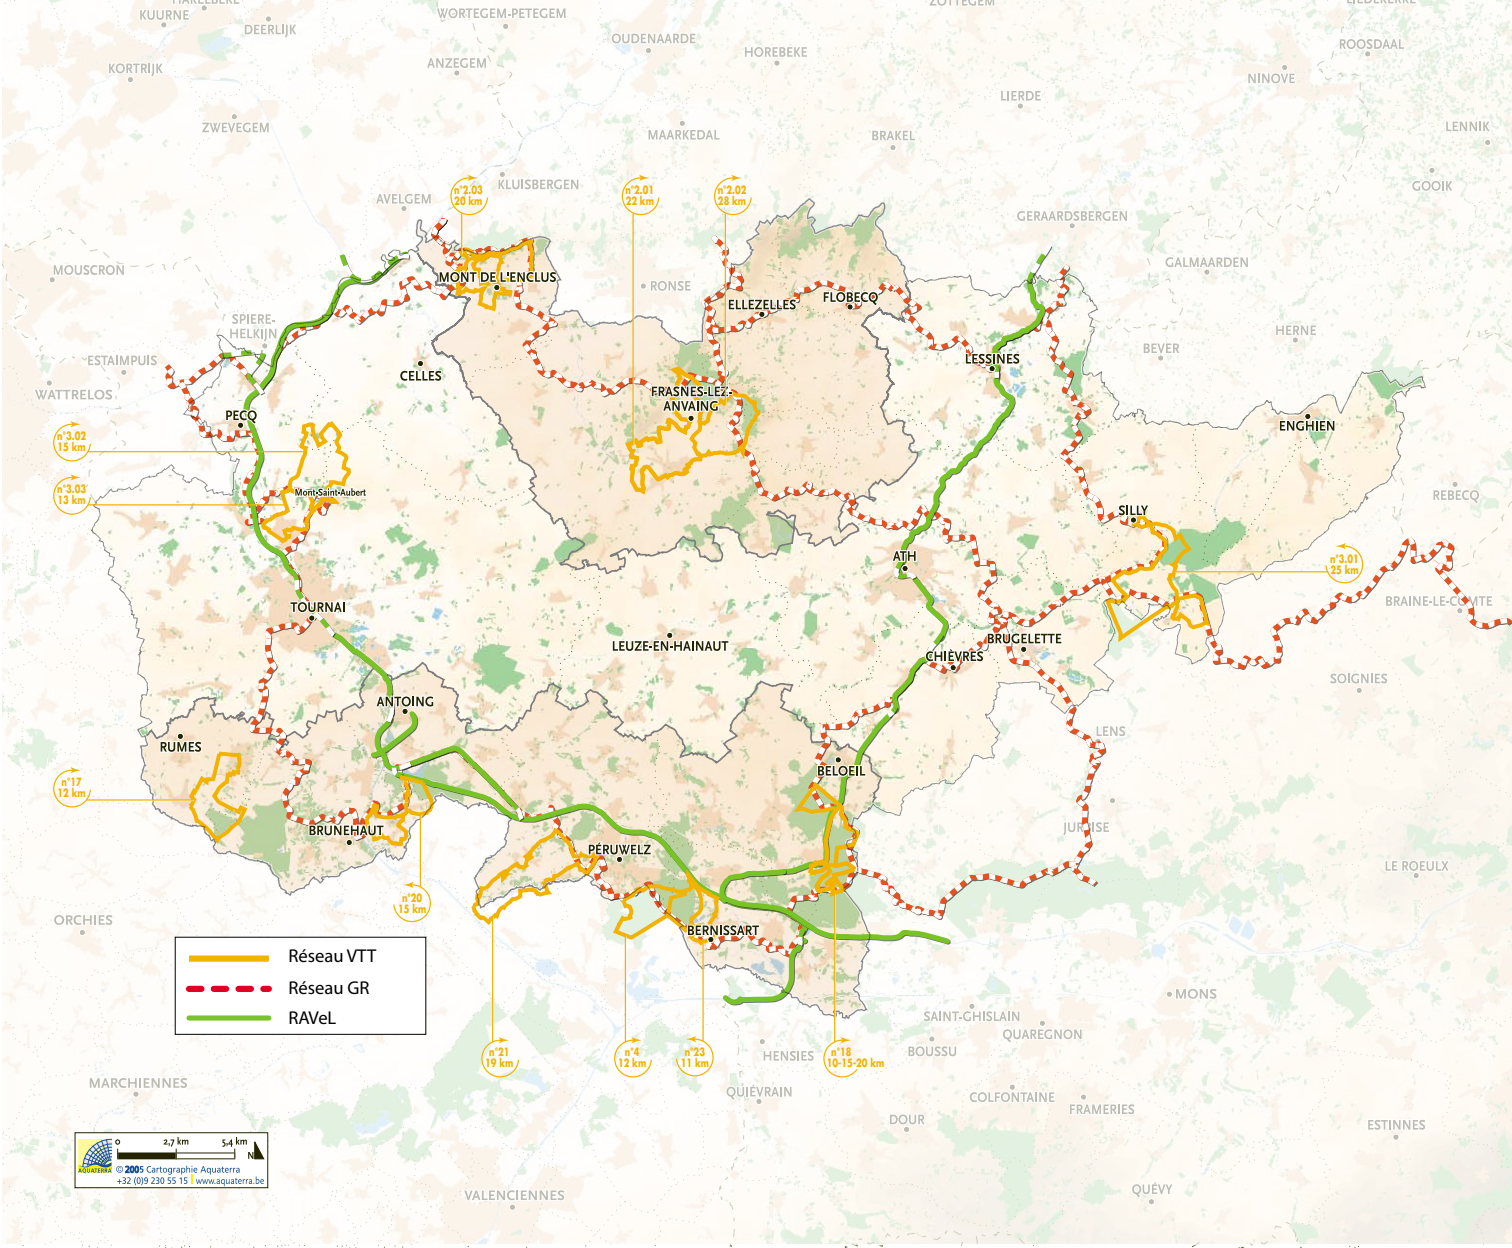 HARELBEKE
KUURNE
DEERLIJK
WORTEGEM-PETEGEM
ZOTTEGEM
LIEDEKERKE
KORTRIJK
ANZEGEM
OUDENAARDE
HOREBEKE
ROOSDAAL
NINOVE
LIERDE
ZWEVEGEM
MAARKEDAL
BRAKEL
LENNIK
AVELGEM
KLUISBERGEN
n°2.03
20 km
n°2.01
22 km
n°2.02
28 km
GERAARDSBERGEN
GOOIK
MOUSCRON
MONT DE L'ENCLUS
RONSE
ELLEZELLES
FLOBECQ
GALMAARDEN
SPIERE-
HELKIJN
HERNE
BEVER
ESTAIMPUIS
WATTRELOS
CELLES
LESSINES
FRASNES-LEZ-
ANVAING
PECQ
ENGHIEN
n°3.02
15 km
n°3.03
13 km
Mont-Saint-Aubert
REBECQ
SILLY
ATH
n°3.01
25 km
BRAINE-LE-COMTE
TOURNAI
LEUZE-EN-HAINAUT
BRUGELETTE
CHIÈVRES
SOIGNIES
ANTOING
RUMES
LENS
BELOEIL
n°17
12 km
BRUNEHAUT
PÉRUWELZ
JURBISE
LE ROEULX
n°20
15 km
ORCHIES
BERNISSART
Réseau VTT
Réseau GR
RAVeL
MONS
SAINT-GHISLAIN
QUAREGNON
n°21
19 km
n°4
12 km
n°23
11 km
HENSIES
n°18
10-15-20 km
BOUSSU
MARCHIENNES
QUIÉVRAIN
COLFONTAINE
FRAMERIES
DOUR
ESTINNES
0 2,7 km 5,4 km
N
AQUATERRA
© 2005 Cartographie Aquaterra
+32 (0)9 230 55 15 | www.aquaterra.be
VALENCIENNES
QUÉVY